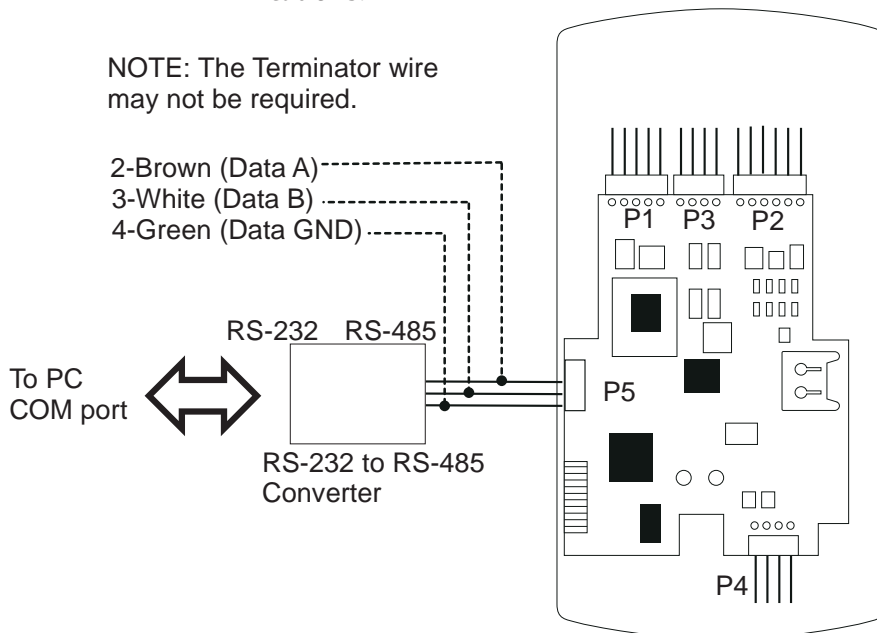 NOTE: The Terminator wire
may not be required.
2-Brown (Data A)
3-White (Data B)
4-Green (Data GND)
P1 P3 P2
RS-232 RS-485
To PC
COM port
P5
RS-232 to RS-485
Converter
P4